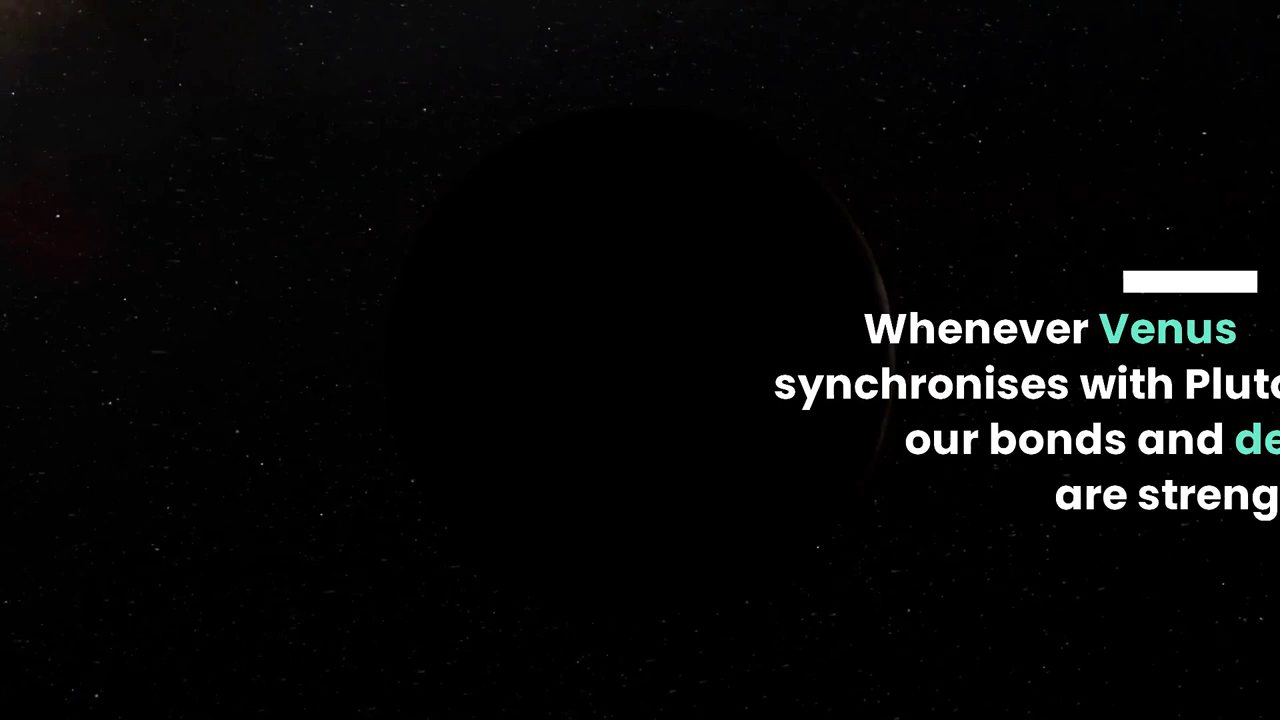 Whenever Venus
synchronises with
our bonds and
are